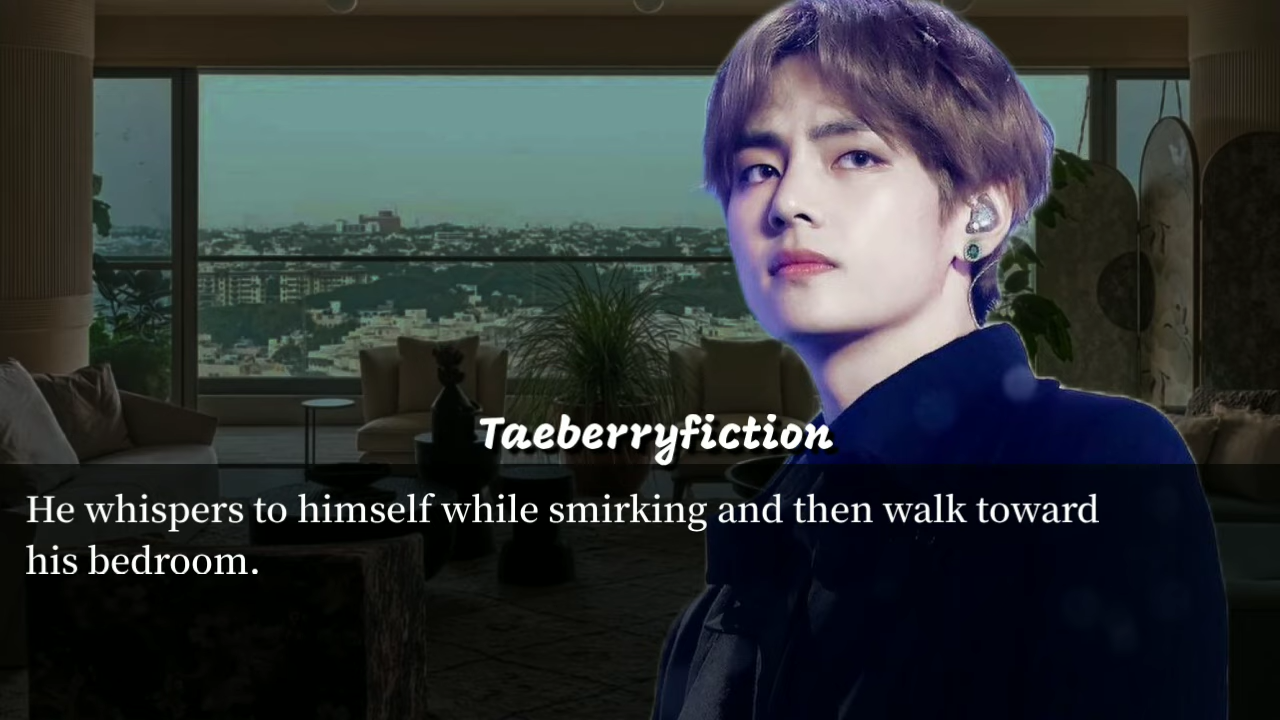 Taeberryfiction
He whispers to himself while smirking and then walk toward
his bedroom.